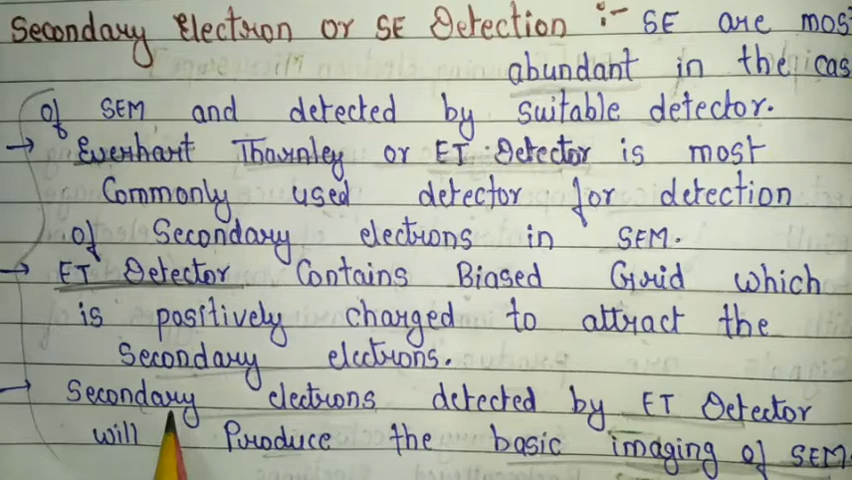 Secondary Electron or SE Detection :- SE are most
abundant in the cas
of SEM and detected by suitable detector.
→ Everhart Thornley or ET Detector is most
Commonly used detector for detection
of Secondary electrons in SEM.
→ ET Detector Contains Biased Grid which
is positively charged to attract the
Secondary electrons.
→ Secondary electrons detected by ET Detector
will Produce the basic imaging of SEM.